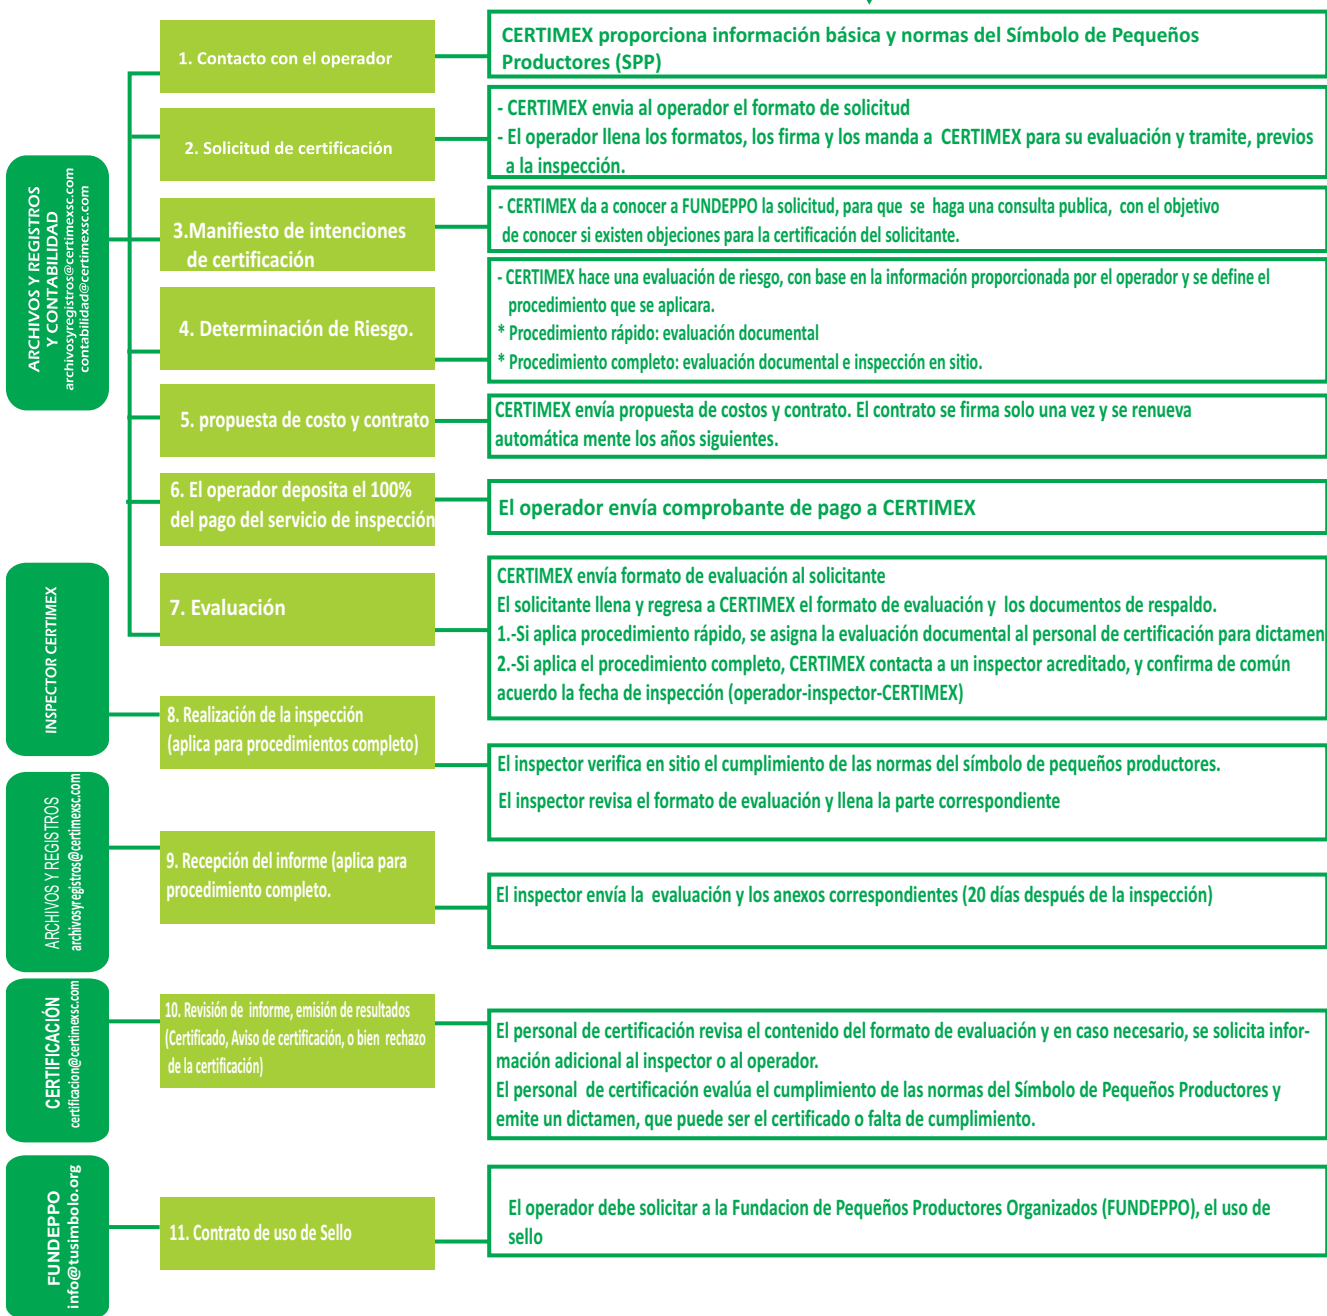 ARCHIVOS Y REGISTROS
Y CONTABILIDAD
archivosyregistros@certimexsc.com
contabilidad@certimexsc.com
1. Contacto con el operador
CERTIMEX proporciona información básica y normas del Símbolo de Pequeños
Productores (SPP)
2. Solicitud de certificación
- CERTIMEX envia al operador el formato de solicitud
- El operador llena los formatos, los firma y los manda a CERTIMEX para su evaluación y tramite, previos
a la inspección.
3.Manifiesto de intenciones
de certificación
- CERTIMEX da a conocer a FUNDEPPO la solicitud, para que se haga una consulta publica, con el objetivo
de conocer si existen objeciones para la certificación del solicitante.
4. Determinación de Riesgo.
- CERTIMEX hace una evaluación de riesgo, con base en la información proporcionada por el operador y se define el
procedimiento que se aplicara.
* Procedimiento rápido: evaluación documental
* Procedimiento completo: evaluación documental e inspección en sitio.
5. propuesta de costo y contrato
CERTIMEX envía propuesta de costos y contrato. El contrato se firma solo una vez y se renueva
automática mente los años siguientes.
6. El operador deposita el 100%
del pago del servicio de inspección
El operador envía comprobante de pago a CERTIMEX
7. Evaluación
CERTIMEX envía formato de evaluación al solicitante
El solicitante llena y regresa a CERTIMEX el formato de evaluación y los documentos de respaldo.
1.-Si aplica procedimiento rápido, se asigna la evaluación documental al personal de certificación para dictamen
2.-Si aplica el procedimiento completo, CERTIMEX contacta a un inspector acreditado, y confirma de común
acuerdo la fecha de inspección (operador-inspector-CERTIMEX)
INSPECTOR CERTIMEX
8. Realización de la inspección
(aplica para procedimientos completo)
El inspector verifica en sitio el cumplimiento de las normas del símbolo de pequeños productores.
El inspector revisa el formato de evaluación y llena la parte correspondiente
ARCHIVOS Y REGISTROS
archivosyregistros@certimexsc.com
9. Recepción del informe (aplica para
procedimiento completo.
El inspector envía la evaluación y los anexos correspondientes (20 días después de la inspección)
CERTIFICACIÓN
certificacion@certimexsc.com
10. Revisión de informe, emisión de resultados
(Certificado, Aviso de certificación, o bien rechazo
de la certificación)
El personal de certificación revisa el contenido del formato de evaluación y en caso necesario, se solicita infor-
mación adicional al inspector o al operador.
El personal de certificación evalúa el cumplimiento de las normas del Símbolo de Pequeños Productores y
emite un dictamen, que puede ser el certificado o falta de cumplimiento.
FUNDEPPO
info@tusimbolo.org
11. Contrato de uso de Sello
El operador debe solicitar a la Fundacion de Pequeños Productores Organizados (FUNDEPPO), el uso de
sello